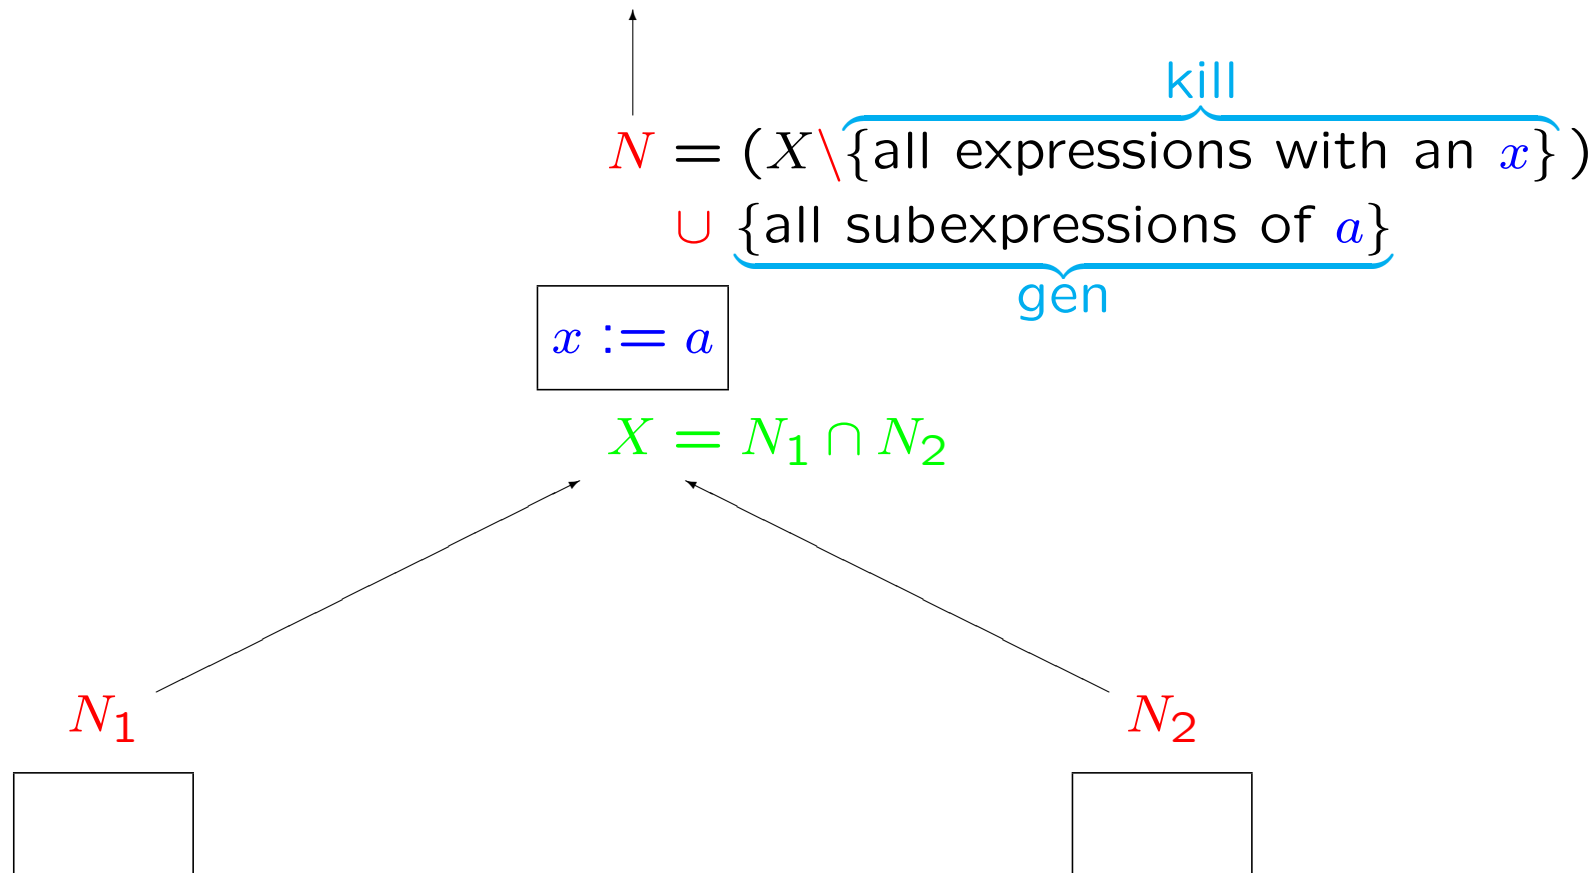 kill
N = (X\{all expressions with an x})
∪ {all subexpressions of a}
gen
x := a
X = N₁ ∩ N₂
N₁ N₂